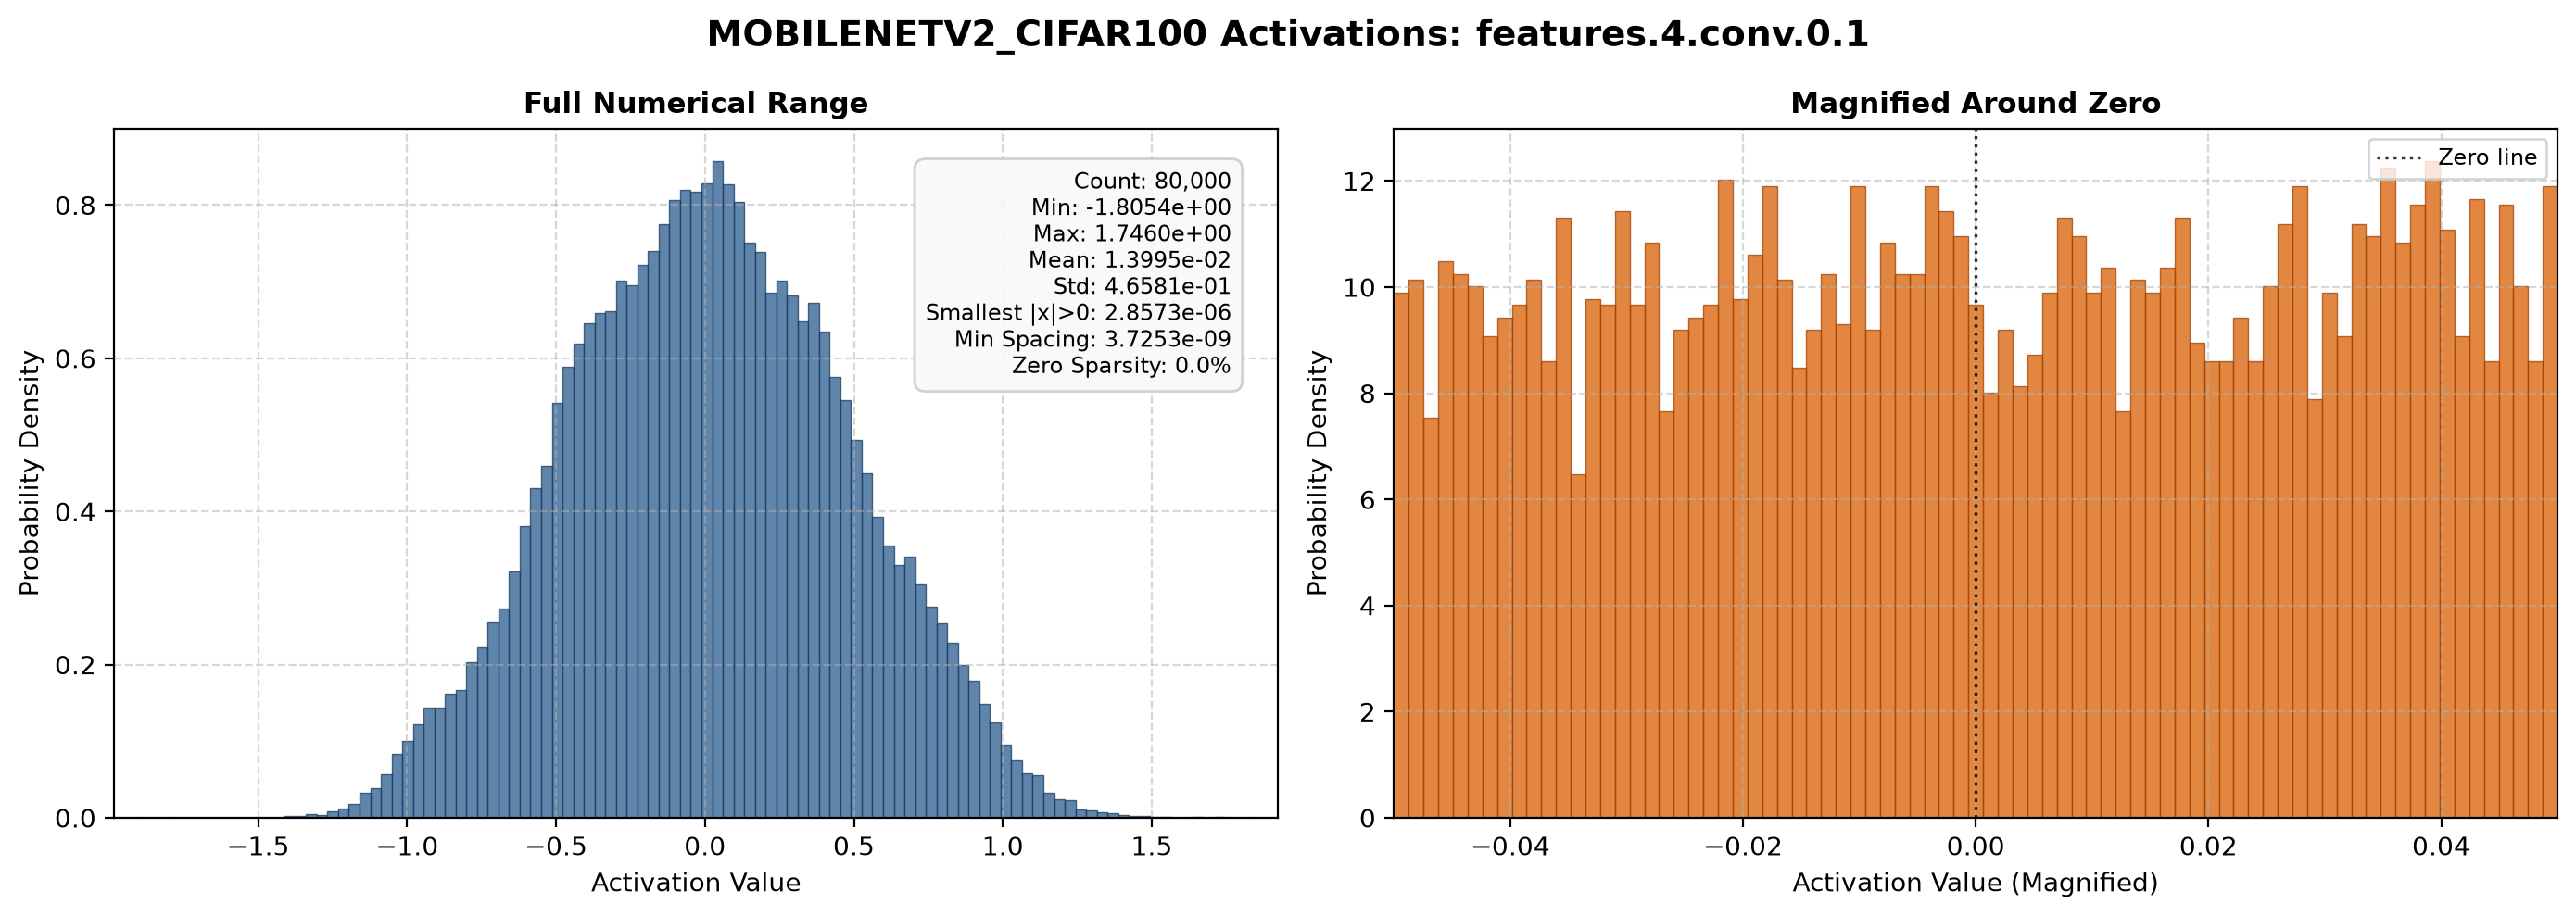 MOBILENETV2_CIFAR100 Activations: features.4.conv.0.1
Full Numerical Range
Probability Density
0.8
0.6
0.4
0.2
0.0
Count: 80,000
Min: -1.8054e+00
Max: 1.7460e+00
Mean: 1.3995e-02
Std: 4.6581e-01
Smallest |x|>0: 2.8573e-06
Min Spacing: 3.7253e-09
Zero Sparsity: 0.0%
−1.5 −1.0 −0.5 0.0 0.5 1.0 1.5
Activation Value
Magnified Around Zero
Probability Density
12
10
8
6
4
2
0
Zero line
−0.04 −0.02 0.00 0.02 0.04
Activation Value (Magnified)